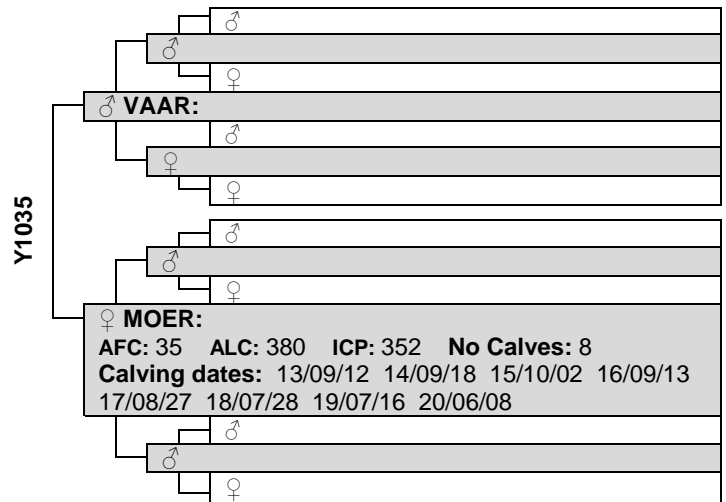 ♂
♂
♀
♂ VAAR:
♂
♀
♀
Y1035
♂
♂
♀
♀ MOER:
AFC: 35 ALC: 380 ICP: 352 No Calves: 8
Calving dates: 13/09/12 14/09/18 15/10/02 16/09/13
17/08/27 18/07/28 19/07/16 20/06/08
♂
♂
♀